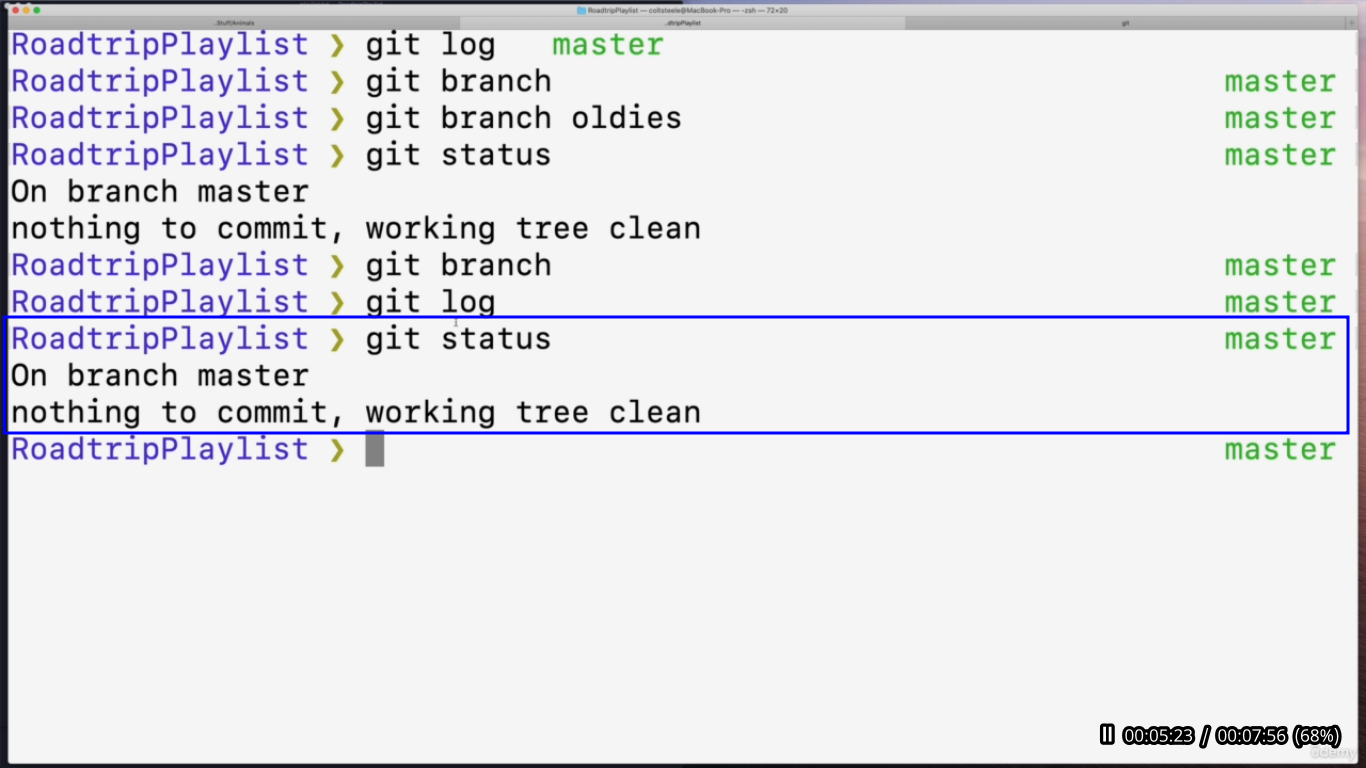 RoadtripPlaylist — coltsteele@MacBook-Pro — -zsh — 72×20
..Stuff/Animals ..dtripPlaylist git +
RoadtripPlaylist ❯ git log master
RoadtripPlaylist ❯ git branch master
RoadtripPlaylist ❯ git branch oldies master
RoadtripPlaylist ❯ git status master
On branch master
nothing to commit, working tree clean
RoadtripPlaylist ❯ git branch master
RoadtripPlaylist ❯ git log master
RoadtripPlaylist ❯ git status master
On branch master
nothing to commit, working tree clean
RoadtripPlaylist ❯ master
00:05:23 / 00:07:56 (68%)
udemy